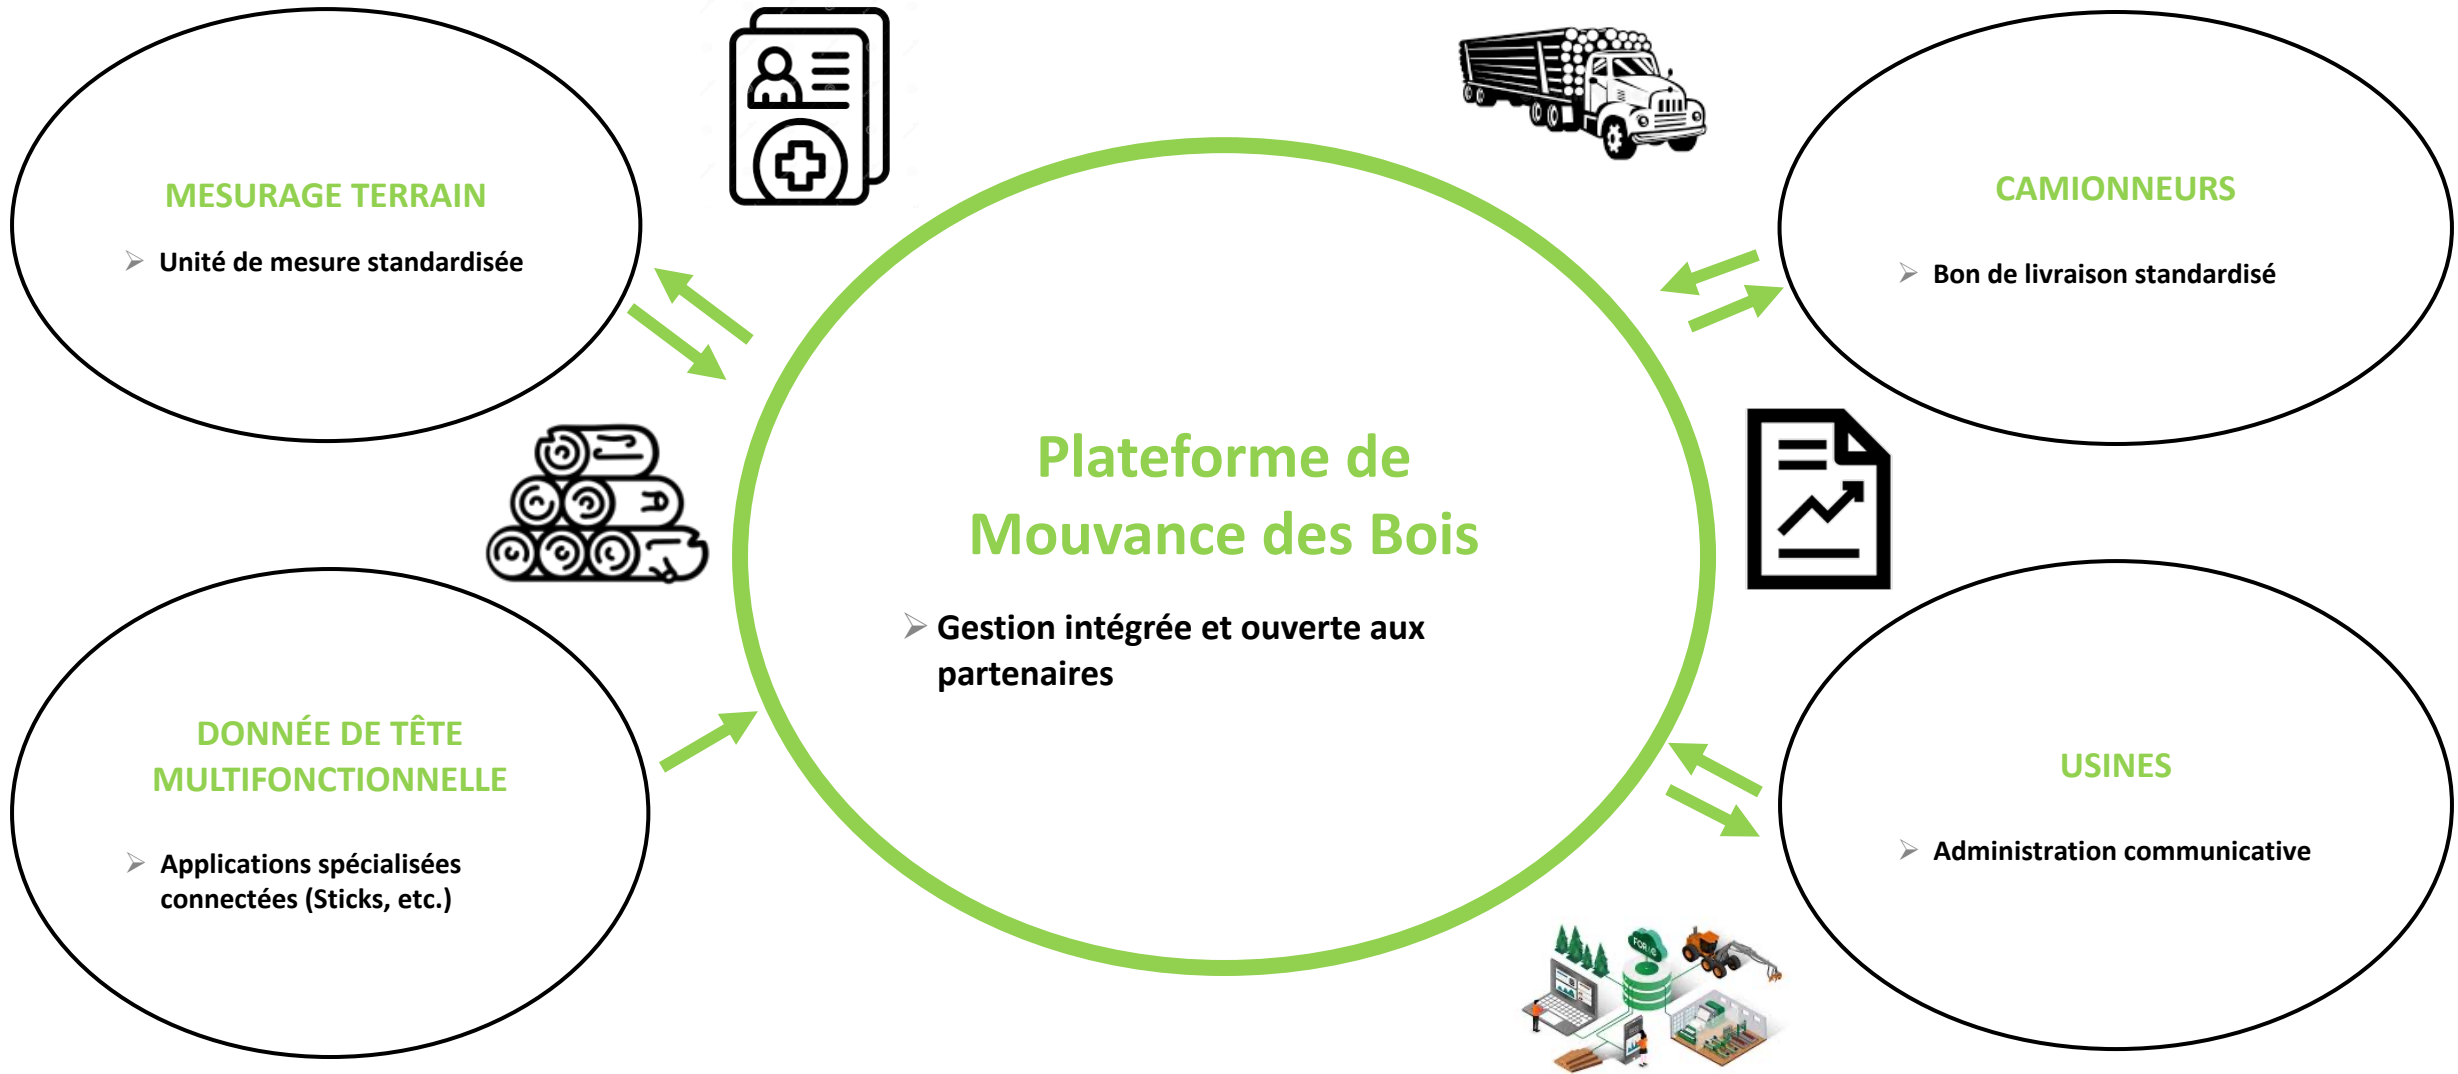 MESURAGE TERRAIN
Unité de mesure standardisée
CAMIONNEURS
Bon de livraison standardisé
Plateforme de
Mouvance des Bois
Gestion intégrée et ouverte aux
partenaires
DONNÉE DE TÊTE
MULTIFONCTIONNELLE
Applications spécialisées
connectées (Sticks, etc.)
USINES
Administration communicative